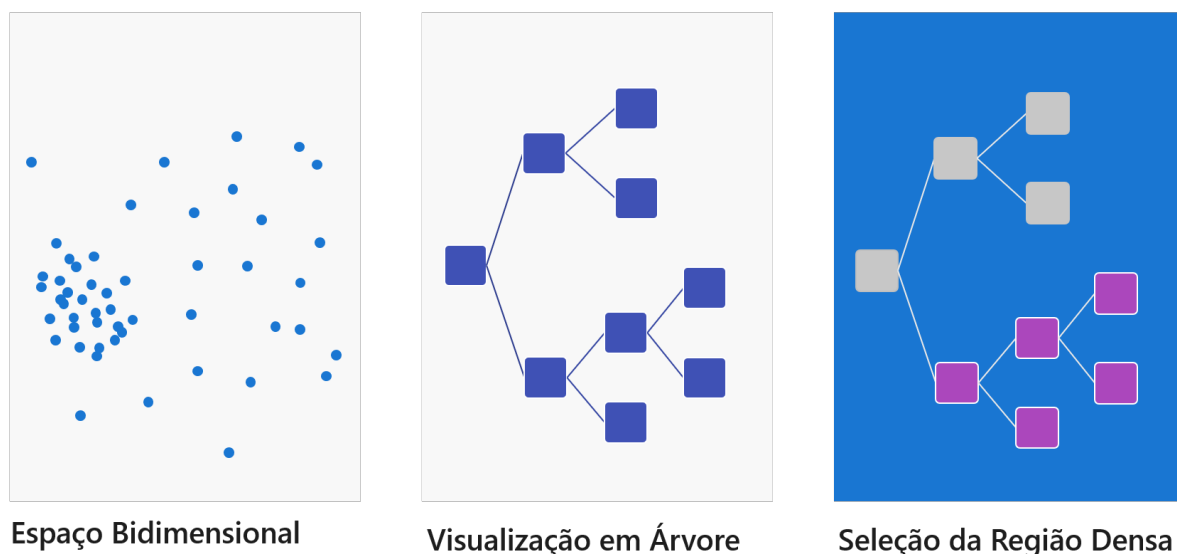 Espaço Bidimensional
Visualização em Árvore
Seleção da Região Densa